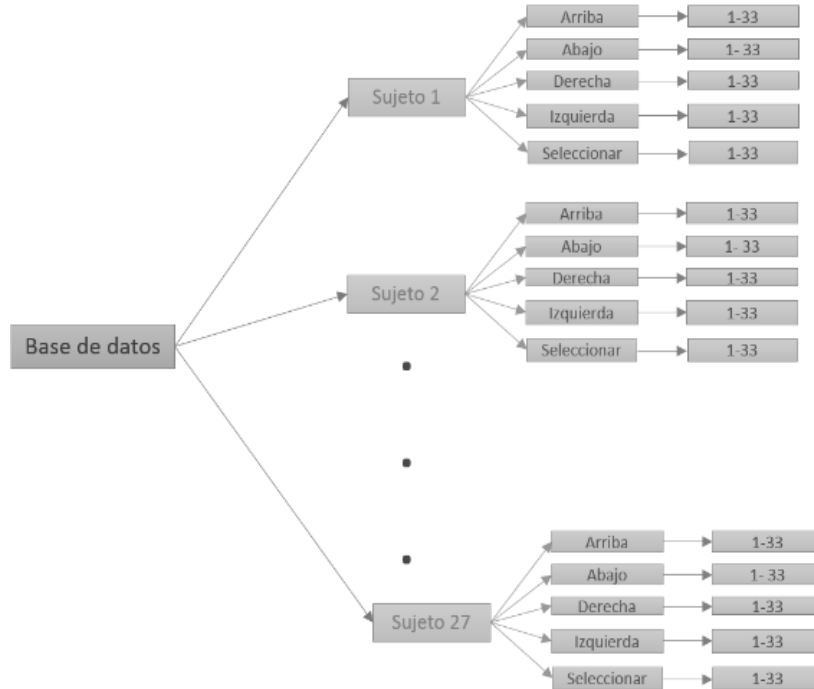 Arriba 1-33
Abajo 1- 33
Sujeto 1 Derecha 1-33
Izquierda 1-33
Seleccionar 1-33
Arriba 1-33
Abajo 1- 33
Sujeto 2 Derecha 1-33
Izquierda 1-33
Base de datos
Seleccionar 1-33
Arriba 1-33
Abajo 1- 33
Sujeto 27 Derecha 1-33
Izquierda 1-33
Seleccionar 1-33